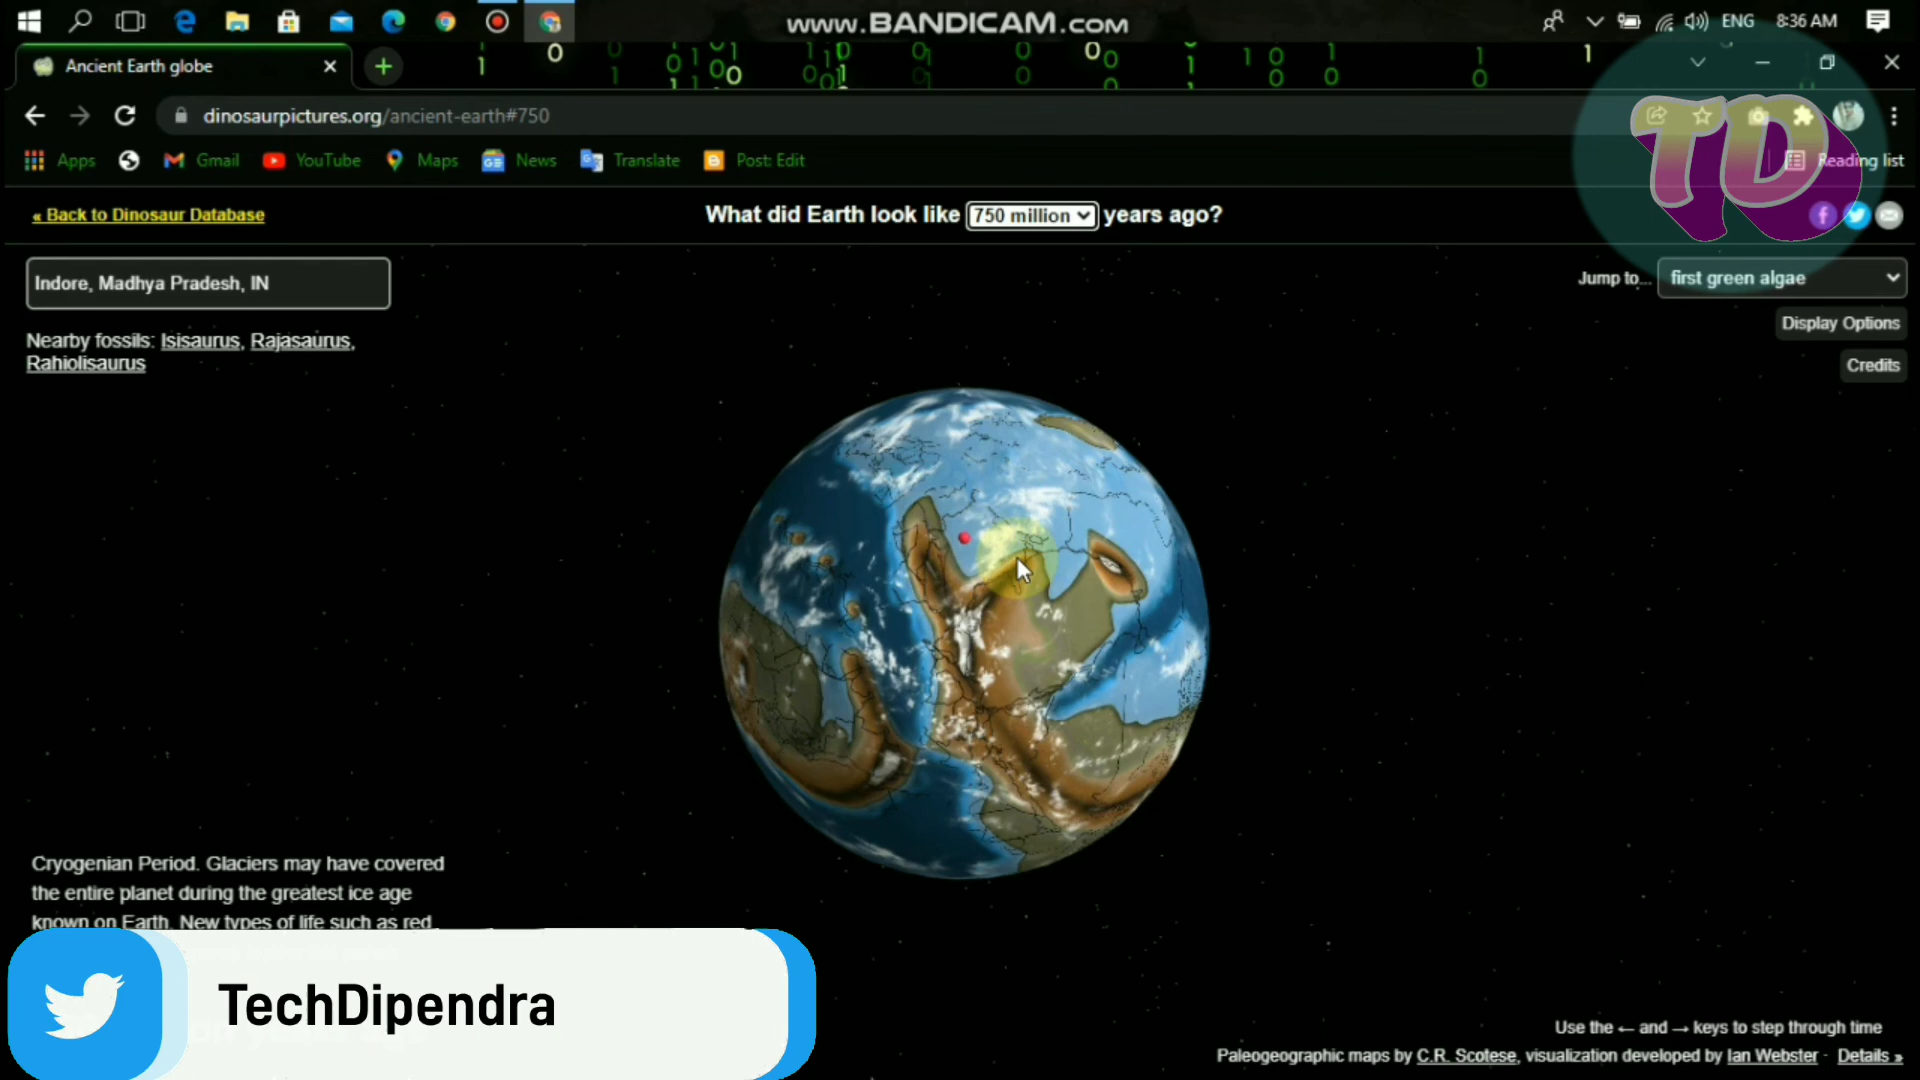 www.BANDICAM.com
ENG 8:36 AM
Ancient Earth globe
dinosaurpictures.org/ancient-earth#750
Apps Gmail YouTube Maps News Translate Post: Edit
Reading list
TD
« Back to Dinosaur Database
What did Earth look like 750 million years ago?
Indore, Madhya Pradesh, IN
Jump to... first green algae
Display Options
Credits
Nearby fossils: Isisaurus, Rajasaurus,
Rahiolisaurus
Cryogenian Period. Glaciers may have covered
the entire planet during the greatest ice age
known on Earth. New types of life such as red
TechDipendra
Use the ← and → keys to step through time
Paleogeographic maps by C.R. Scotese, visualization developed by Ian Webster - Details »